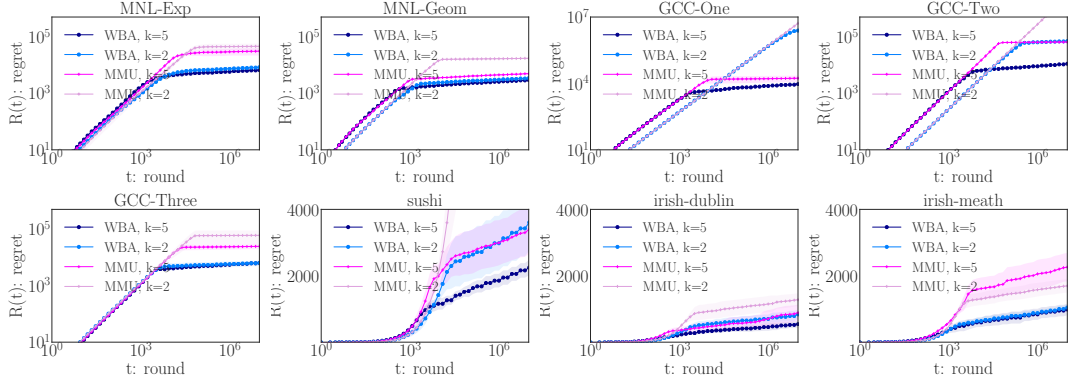 MNL-Exp
R(t): regret
10^5
10^3
10^1
WBA, k=5
WBA, k=2
MMU, k=5
MMU, k=2
10^0
10^3
10^6
t: round
MNL-Geom
R(t): regret
10^5
10^3
10^1
WBA, k=5
WBA, k=2
MMU, k=5
MMU, k=2
10^0
10^3
10^6
t: round
GCC-One
R(t): regret
10^7
10^4
10^1
WBA, k=5
WBA, k=2
MMU, k=5
MMU, k=2
10^0
10^3
10^6
t: round
GCC-Two
R(t): regret
10^5
10^3
10^1
WBA, k=5
WBA, k=2
MMU, k=5
MMU, k=2
10^0
10^3
10^6
t: round
GCC-Three
R(t): regret
10^5
10^3
10^1
WBA, k=5
WBA, k=2
MMU, k=5
MMU, k=2
10^0
10^3
10^6
t: round
sushi
R(t): regret
4000
2000
WBA, k=5
WBA, k=2
MMU, k=5
MMU, k=2
10^0
10^3
10^6
t: round
irish-dublin
R(t): regret
4000
2000
WBA, k=5
WBA, k=2
MMU, k=5
MMU, k=2
10^0
10^3
10^6
t: round
irish-meath
R(t): regret
4000
2000
WBA, k=5
WBA, k=2
MMU, k=5
MMU, k=2
10^0
10^3
10^6
t: round